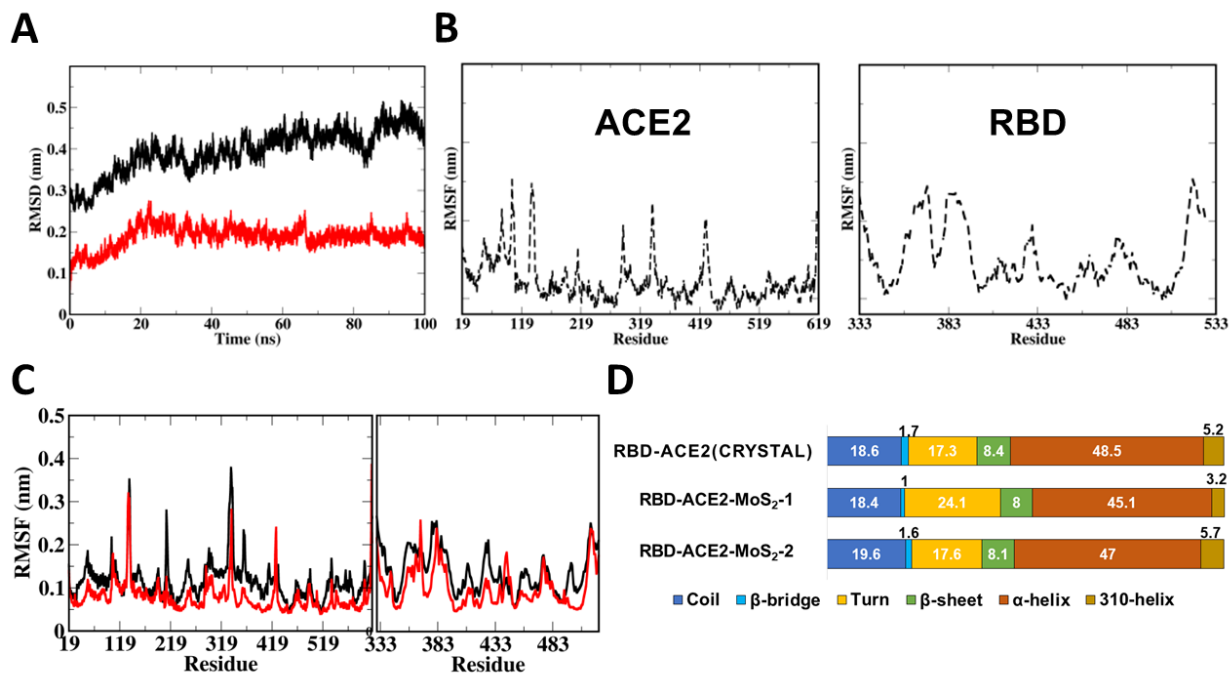 A
0.5
0.4
0.3
0.2
0.1
0
RMSD (nm)
0 20 40 60 80 100
Time (ns)
B
ACE2
RMSF (nm)
19 119 219 319 419 519 619
Residue
RBD
RMSF (nm)
333 383 433 483 533
Residue
C
0.5
0.4
0.3
0.2
0.1
0
RMSF (nm)
19 119 219 319 419 519
Residue
0
333 383 433 483
Residue
D
1.7 5.2
RBD-ACE2(CRYSTAL) 18.6 17.3 8.4 48.5
1 3.2
RBD-ACE2-MoS₂-1 18.4 24.1 8 45.1
1.6 5.7
RBD-ACE2-MoS₂-2 19.6 17.6 8.1 47
Coil β-bridge Turn β-sheet α-helix 310-helix